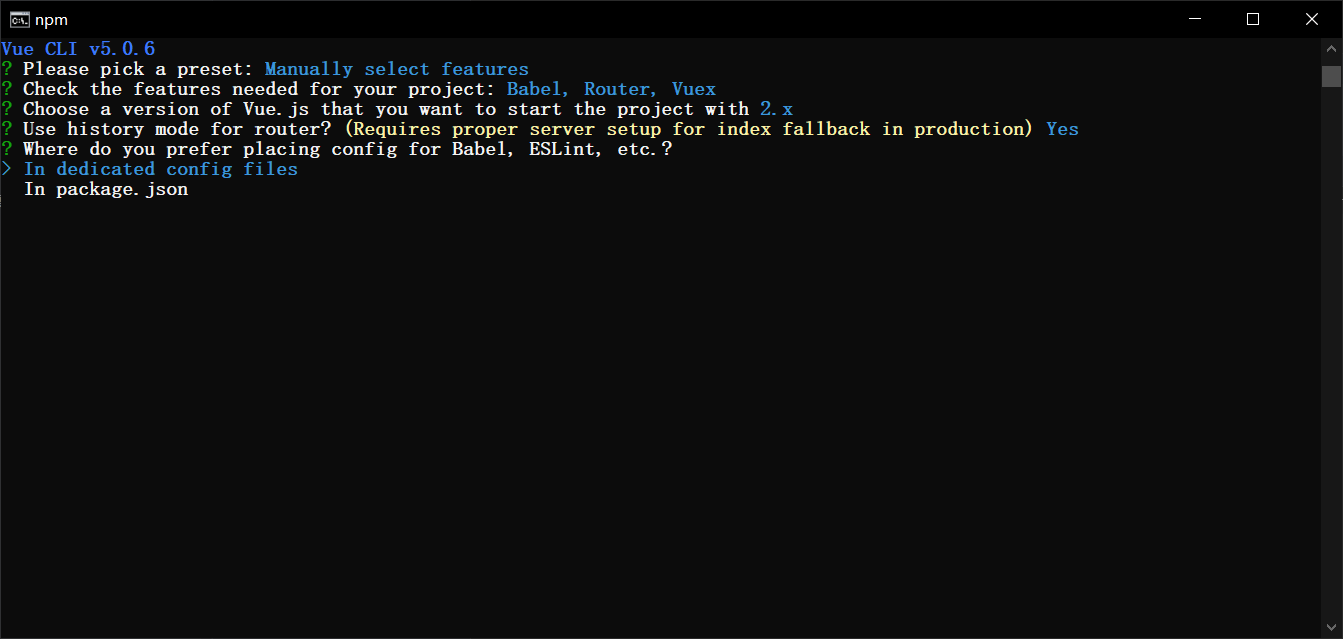 npm
Vue CLI v5.0.6
? Please pick a preset: Manually select features
? Check the features needed for your project: Babel, Router, Vuex
? Choose a version of Vue.js that you want to start the project with 2.x
? Use history mode for router? (Requires proper server setup for index fallback in production) Yes
? Where do you prefer placing config for Babel, ESLint, etc.?
> In dedicated config files
In package.json